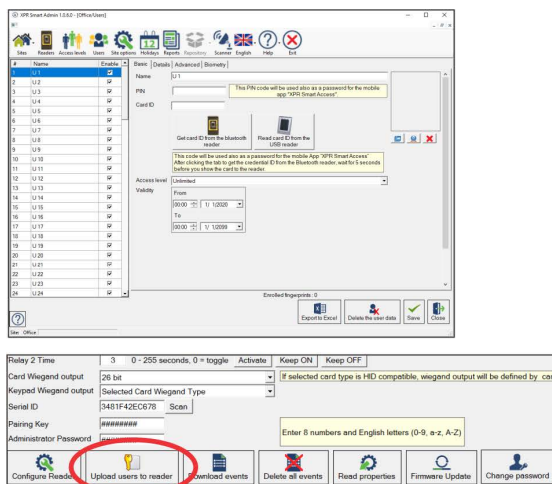 XPR Smart Admin 1.0.6.0 - [Office/Users]
Sites Readers Access levels Users Site options Holidays Reports Repository Scanner English Help Exit
# Name Enable
1 U 1
2 U 2
3 U 3
4 U 4
5 U 5
6 U 6
7 U 7
8 U 8
9 U 9
10 U 10
11 U 11
12 U 12
13 U 13
14 U 14
15 U 15
16 U 16
17 U 17
18 U 18
19 U 19
20 U 20
21 U 21
22 U 22
23 U 23
24 U 24
Basic Details Advanced Biometry
Name U 1
PIN
This PIN code will be used also as a password for the mobile
app "XPR Smart Access".
Card ID
Get card ID from the bluetooth
reader
Read card ID from the
USB reader
This code will be used also as a password for the mobile App "XPR Smart Access"
After clicking the tab to get the credential ID from the Bluetooth reader, wait for 5 seconds
before you show the card to the reader.
Access level Unlimited
Validity
From
00:00 1/ 1/2020
To
00:00 1/ 1/2099
Enrolled fingerprints : 0
Export to Excel Delete the user data Save Close
Site Office
Relay 2 Time 3 0 - 255 seconds, 0 = toggle Activate Keep ON Keep OFF
Card Wiegand output 26 bit If selected card type is HID compatible, wiegand output will be defined by car
Keypad Wiegand output Selected Card Wiegand Type
Serial ID 3481F42EC678 Scan
Pairing Key ########
Administrator Password ########
Enter 8 numbers and English letters (0-9, a-z, A-Z)
Configure Reader Upload users to reader Download events Delete all events Read properties Firmware Update Change password